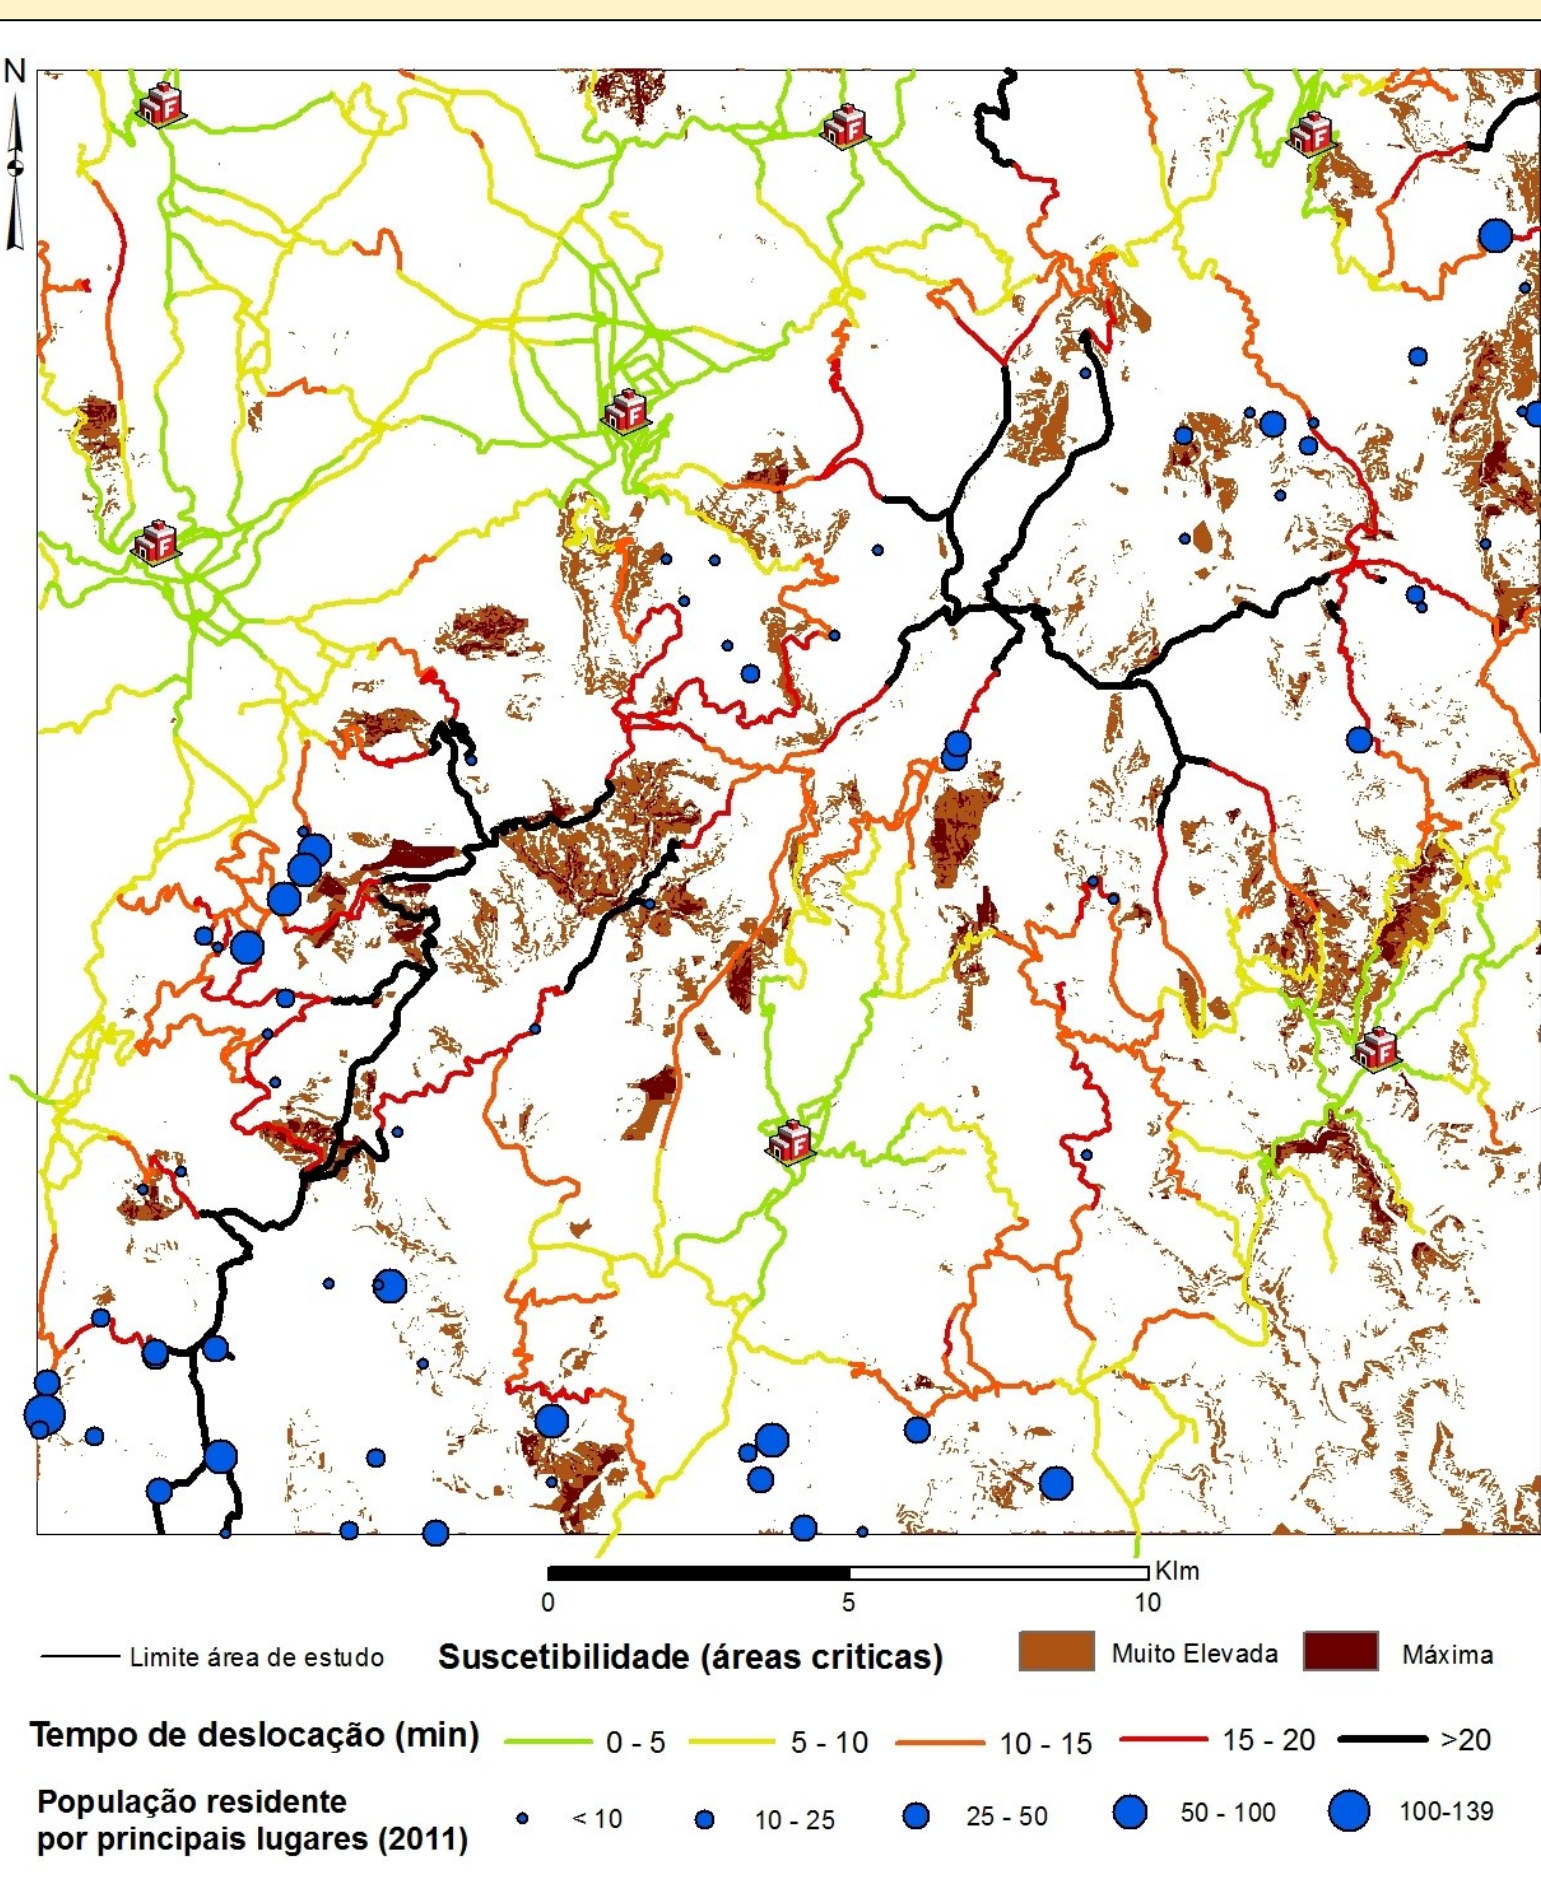 N
F
F
F
F
F
F
F
KIm
0 5 10
Limite área de estudo Suscetibilidade (áreas criticas) Muito Elevada Máxima
Tempo de deslocação (min) 0 - 5 5 - 10 10 - 15 15 - 20 >20
População residente
por principais lugares (2011) < 10 10 - 25 25 - 50 50 - 100 100-139